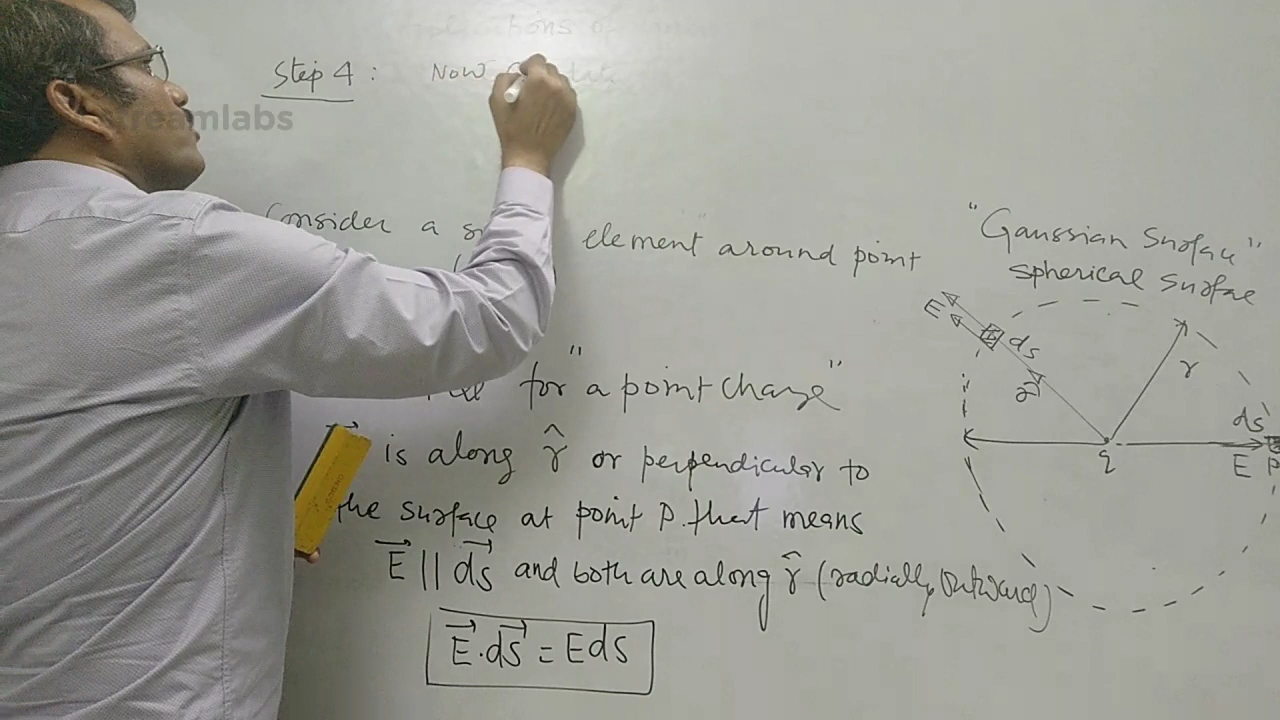 Step 4 : Now
reamlabs
Consider a s element around point
for a point charge"
is along r̂ or perpendicular to
the surface at point P. that means
E⃗ || ds⃗ and both are along r̂ (radially outward)
E⃗ . ds⃗ = Eds
"Gaussian Surface"
Spherical Surface
E
ds
r̂
r
q
ds
E
P